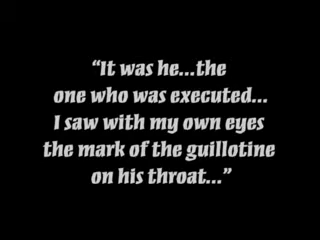 “It was he...the
one who was executed...
I saw with my own eyes
the mark of the guillotine
on his throat...”